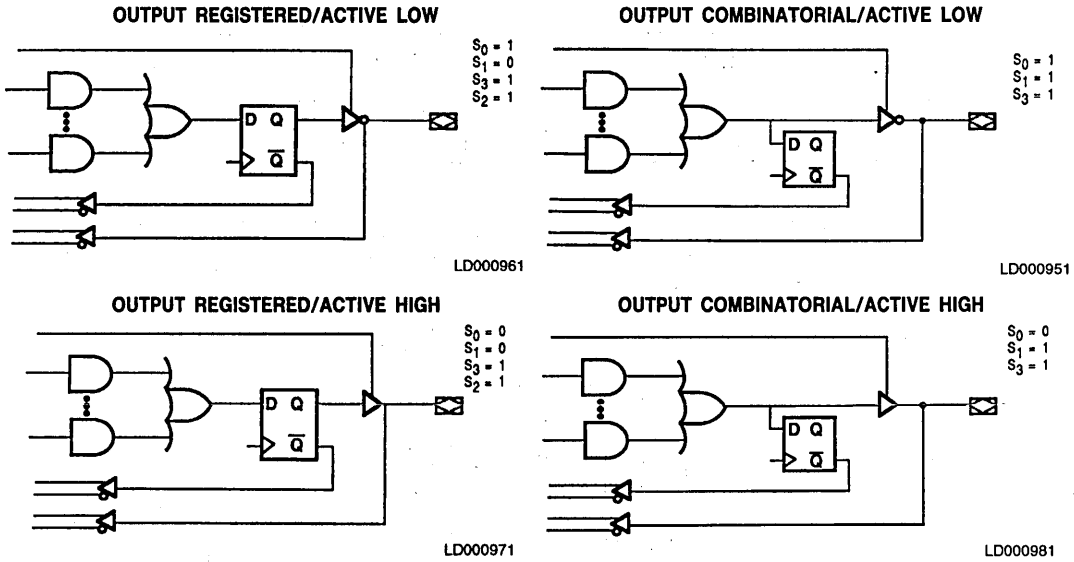 OUTPUT REGISTERED/ACTIVE LOW
S0 = 1
S1 = 0
S3 = 1
S2 = 1
D Q
Q̅
LD000961
OUTPUT COMBINATORIAL/ACTIVE LOW
S0 = 1
S1 = 1
S3 = 1
D Q
Q̅
LD000951
OUTPUT REGISTERED/ACTIVE HIGH
S0 = 0
S1 = 0
S3 = 1
S2 = 1
D Q
Q̅
LD000971
OUTPUT COMBINATORIAL/ACTIVE HIGH
S0 = 0
S1 = 1
S3 = 1
D Q
Q̅
LD000981